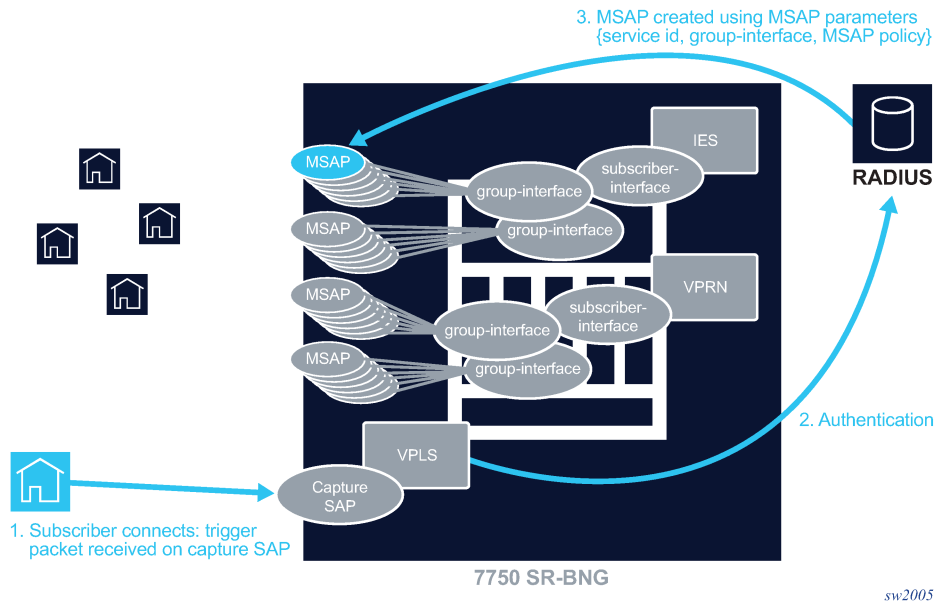 3. MSAP created using MSAP parameters
{service id, group-interface, MSAP policy}
IES
MSAP
subscriber-
interface
group-interface
RADIUS
MSAP
group-interface
VPRN
MSAP
subscriber-
interface
group-interface
MSAP
group-interface
2. Authentication
VPLS
Capture
SAP
1. Subscriber connects: trigger
packet received on capture SAP
7750 SR-BNG
sw2005